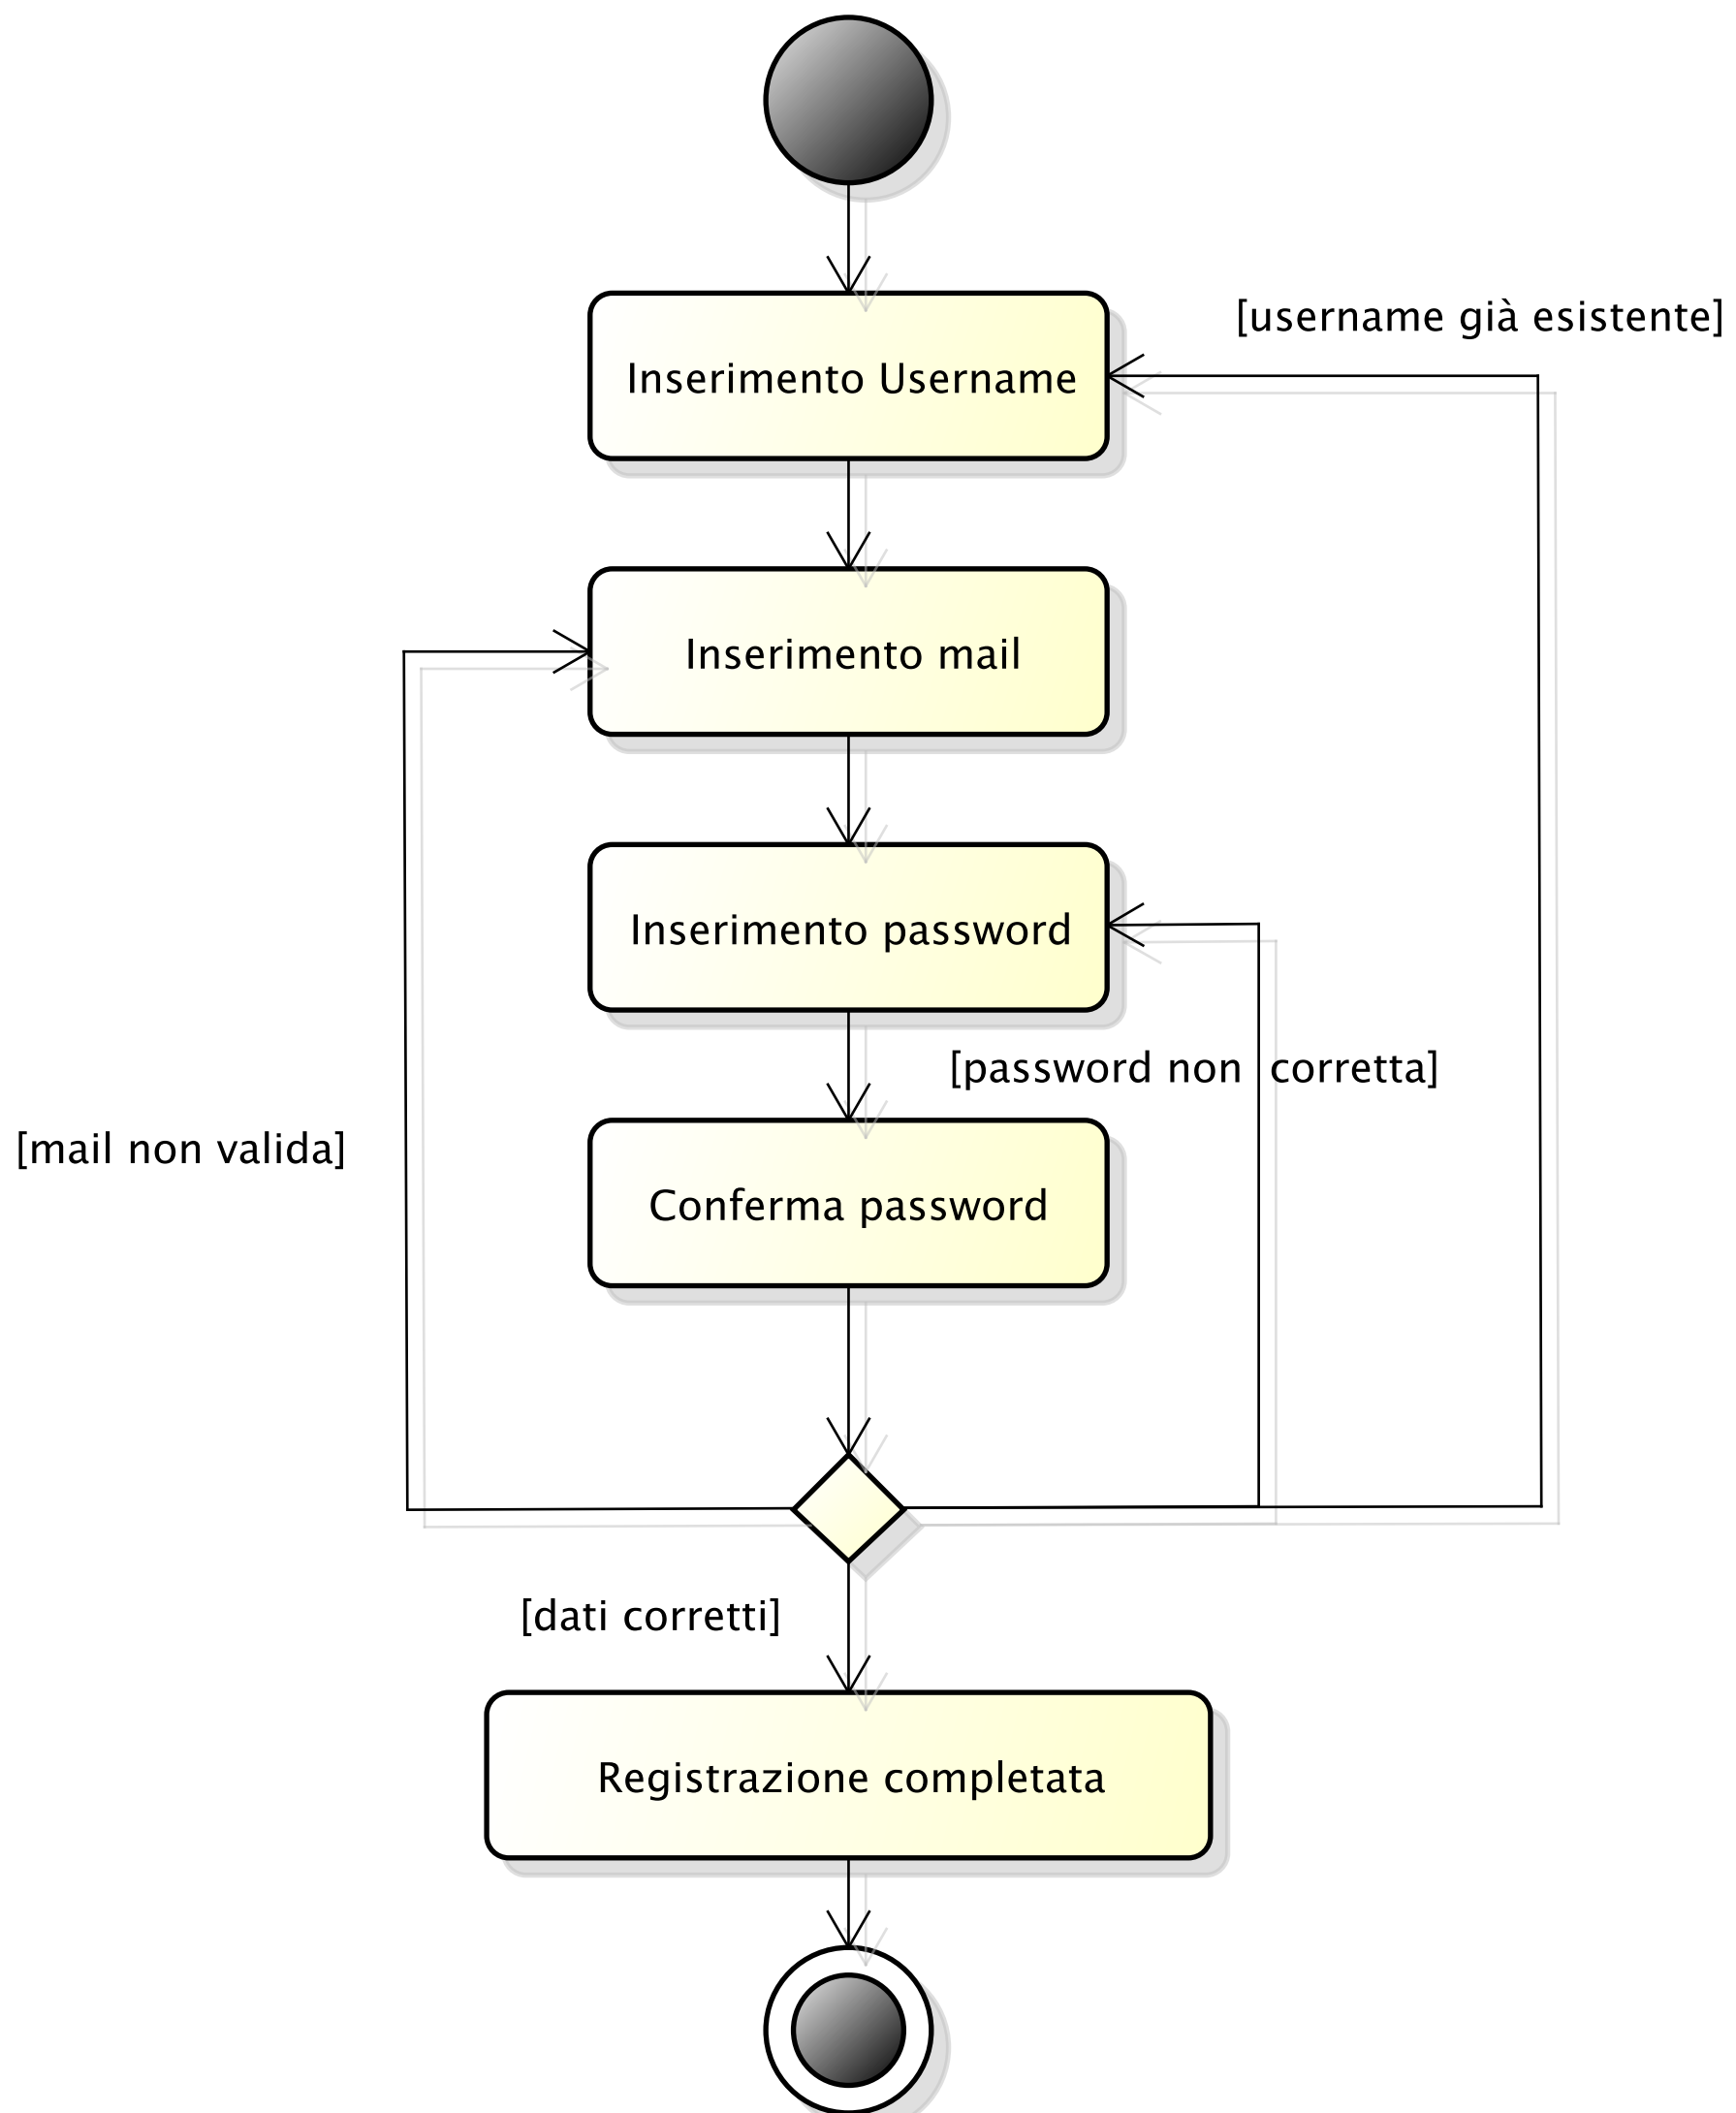 [username già esistente]
Inserimento Username
Inserimento mail
Inserimento password
[password non corretta]
[mail non valida]
Conferma password
[dati corretti]
Registrazione completata